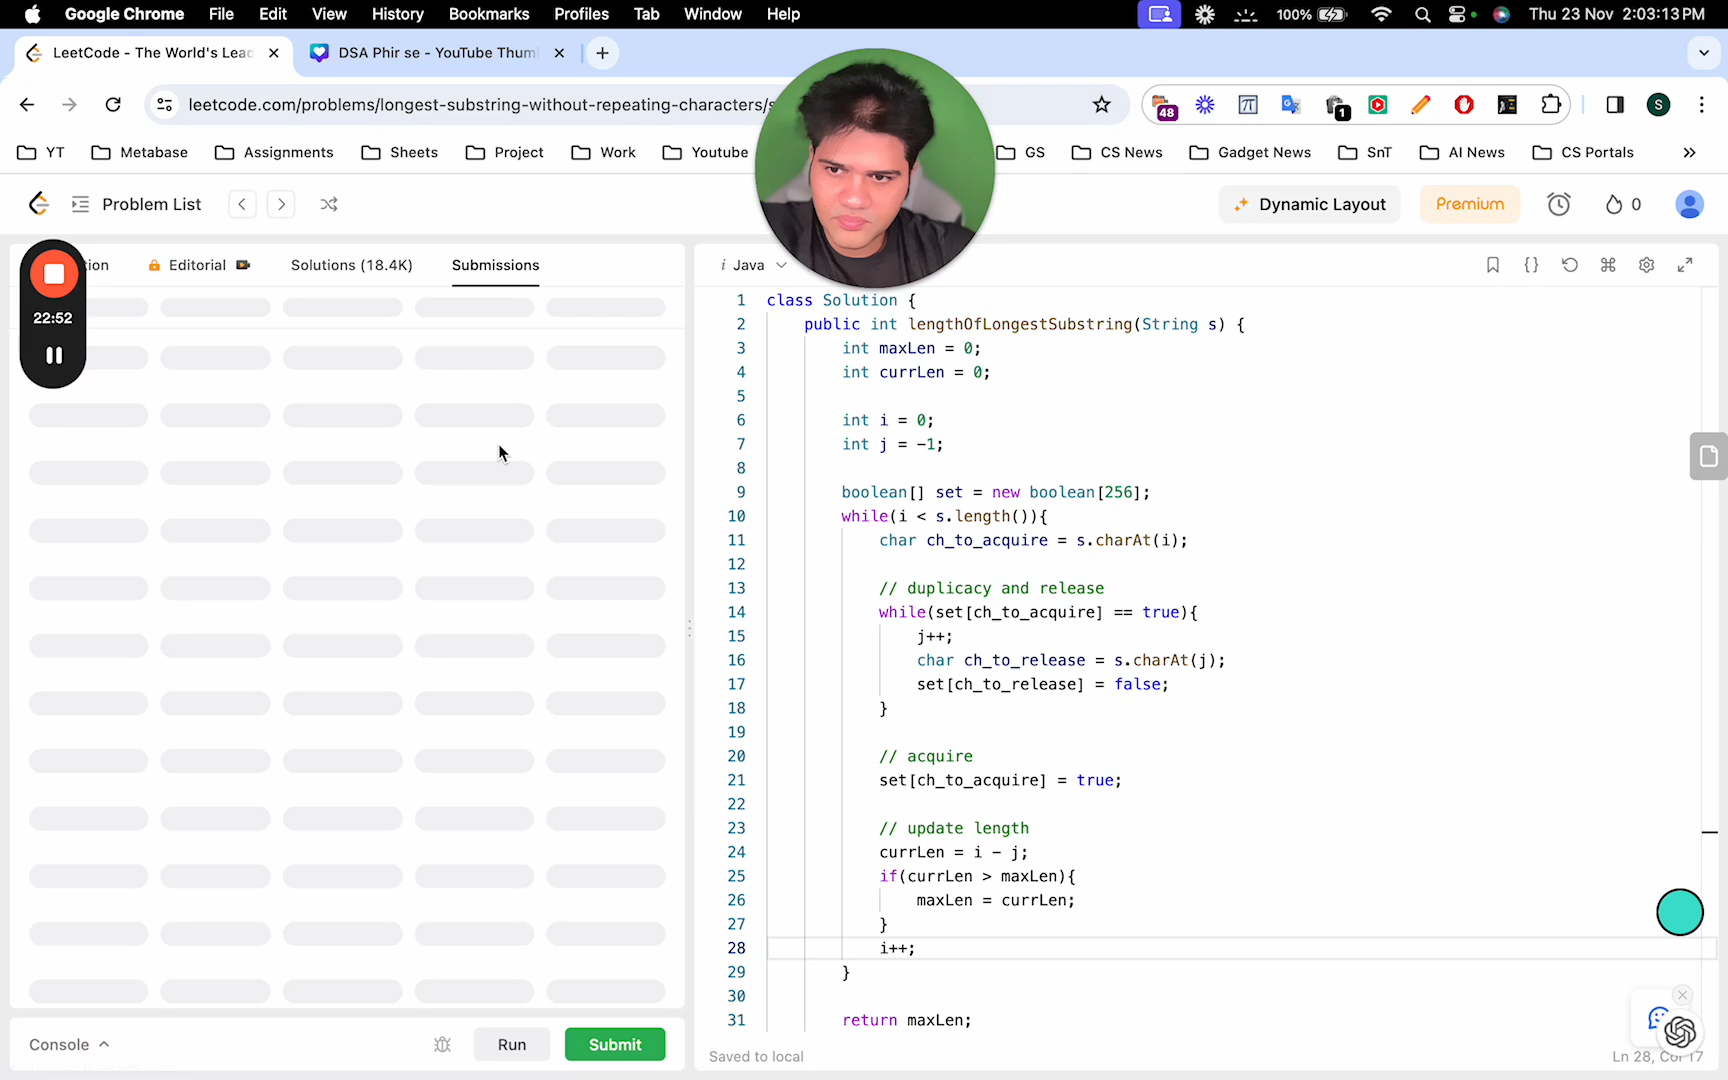 Google Chrome File Edit View History Bookmarks Profiles Tab Window Help 100% Thu 23 Nov 2:03:13 PM
LeetCode - The World's Lead DSA Phir se - YouTube Thum
leetcode.com/problems/longest-substring-without-repeating-characters/s 48 1 S
YT Metabase Assignments Sheets Project Work Youtube GS CS News Gadget News SnT AI News CS Portals »
Problem List Dynamic Layout Premium 0
Editorial Solutions (18.4K) Submissions
22:52
i Java
1 class Solution {
2 public int lengthOfLongestSubstring(String s) {
3 int maxLen = 0;
4 int currLen = 0;
5
6 int i = 0;
7 int j = -1;
8
9 boolean[] set = new boolean[256];
10 while(i < s.length()){
11 char ch_to_acquire = s.charAt(i);
12
13 // duplicacy and release
14 while(set[ch_to_acquire] == true){
15 j++;
16 char ch_to_release = s.charAt(j);
17 set[ch_to_release] = false;
18 }
19
20 // acquire
21 set[ch_to_acquire] = true;
22
23 // update length
24 currLen = i - j;
25 if(currLen > maxLen){
26 maxLen = currLen;
27 }
28 i++;
29 }
30
31 return maxLen;
Console Run Submit
Saved to local Ln 28, Col 17